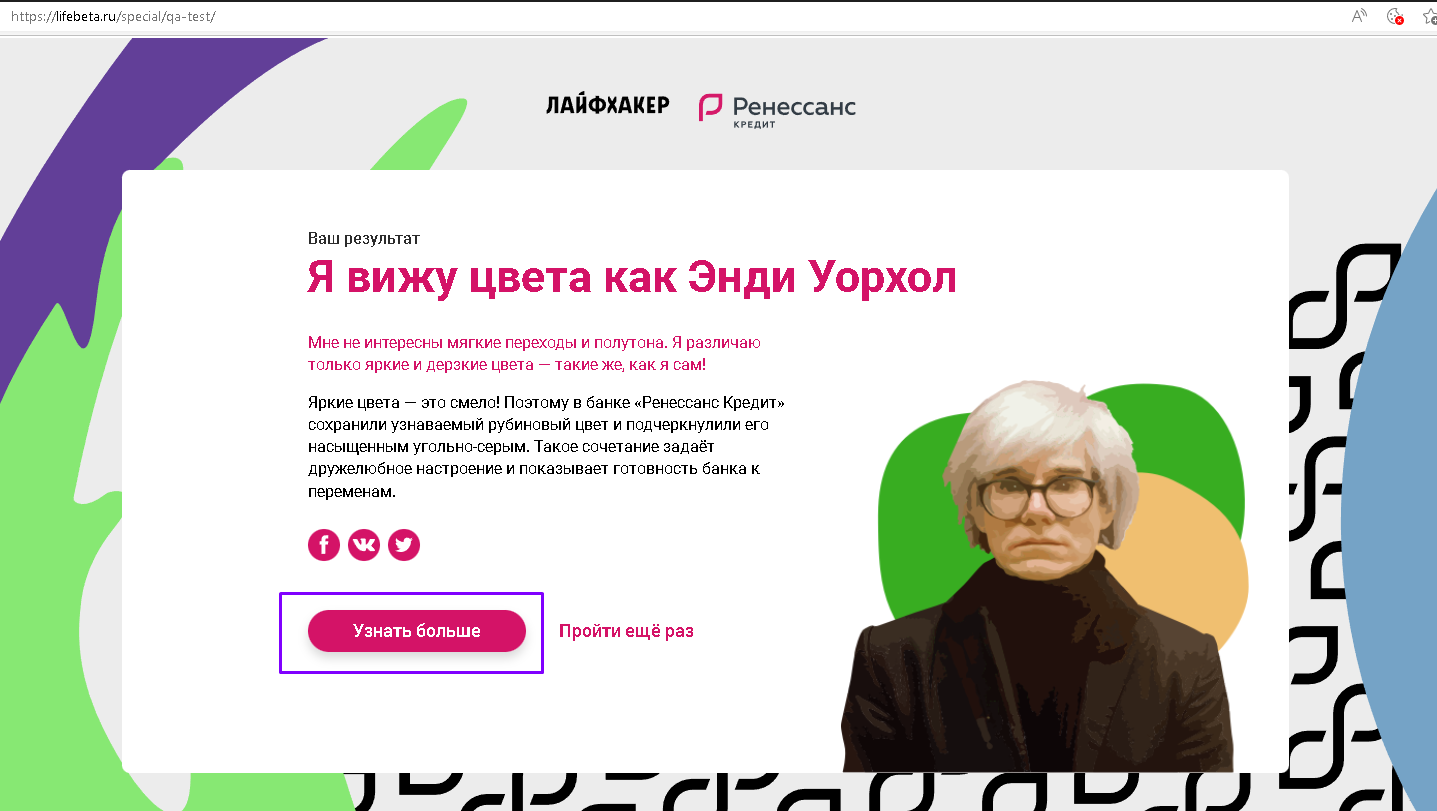 https://lifebeta.ru/special/qa-test/
ЛАЙФХАКЕР
Ренессанс
КРЕДИТ
Ваш результат
Я вижу цвета как Энди Уорхол
Мне не интересны мягкие переходы и полутона. Я различаю
только яркие и дерзкие цвета — такие же, как я сам!
Яркие цвета — это смело! Поэтому в банке «Ренессанс Кредит»
сохранили узнаваемый рубиновый цвет и подчеркнулили его
насыщенным угольно-серым. Такое сочетание задаёт
дружелюбное настроение и показывает готовность банка к
переменам.
Узнать больше
Пройти ещё раз